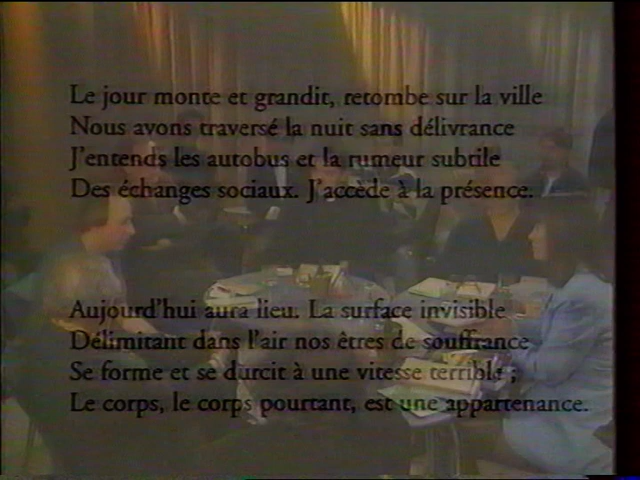 Le jour monte et grandit, retombe sur la ville
Nous avons traversé la nuit sans délivrance
J'entends les autobus et la rumeur subtile
Des échanges sociaux. J'accède à la présence.
Aujourd'hui aura lieu. La surface invisible
Délimitant dans l'air nos êtres de souffrance
Se forme et se durcit à une vitesse terrible ;
Le corps, le corps pourtant, est une appartenance.